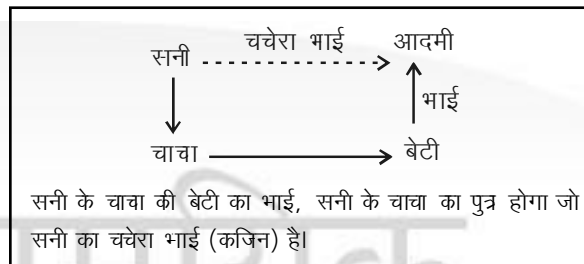 सनी चचेरा भाई आदमी
भाई
चाचा बेटी
सनी के चाचा की बेटी का भाई, सनी के चाचा का पुत्र होगा जो
सनी का चचेरा भाई (कजिन) है।